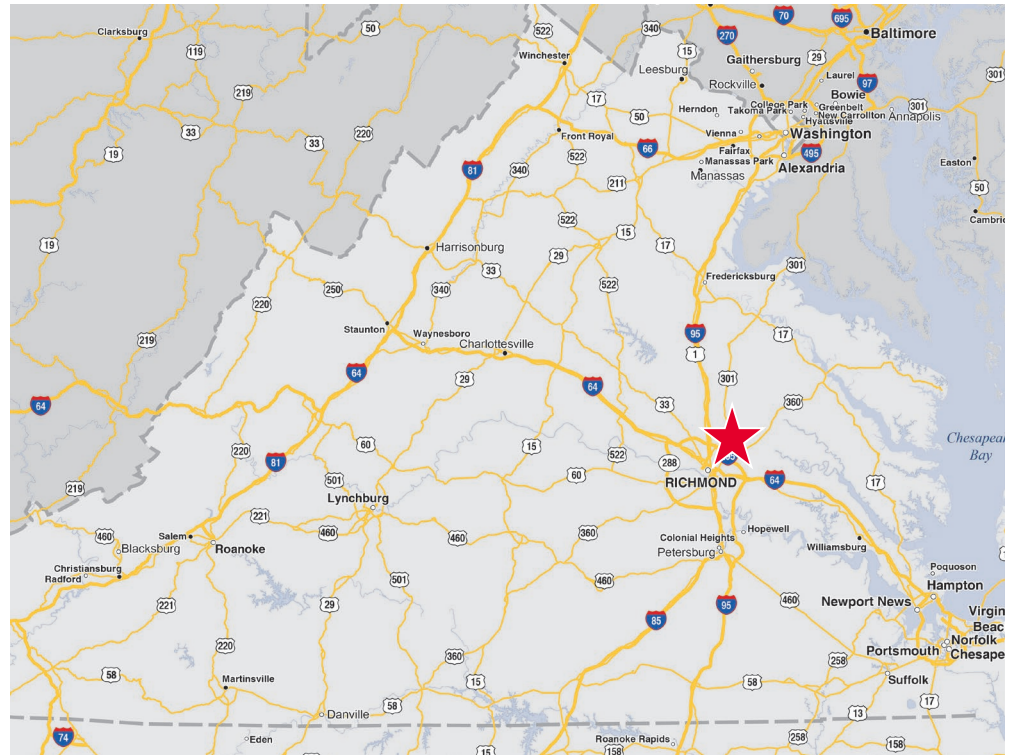 Clarksburg
50
522
340
70
695
Baltimore
119
270
29
Winchester
15
Gaithersburg
Leesburg
Laurel
301
219
Rockville
97
17
Bowie
College Park
Greenbelt
Herndon
Takoma Park
New Carrollton
301
Annapolis
50
Hyattsville
33
220
33
Vienna
Washington
Front Royal
66
Fairfax
19
522
495
Manassas Park
Easton
81
340
Manassas
Alexandria
211
50
522
Cambri
15
19
Harrisonburg
17
29
33
301
Fredericksburg
250
340
522
220
Staunton
Waynesboro
95
17
219
Charlottesville
1
64
29
301
64
64
33
360
60
15
Chesapeake
220
522
Bay
81
288
60
RICHMOND
64
501
17
219
Lynchburg
221
Hopewell
460
Salem
460
460
360
Colonial Heights
Blacksburg
Roanoke
Petersburg
Williamsburg
Christiansburg
Poquoson
Radford
501
460
Hampton
221
29
95
460
Newport News
85
Virgin
Beac
220
Norfolk
360
258
Portsmouth
Chesape
58
Martinsville
15
58
Suffolk
58
17
Danville
13
74
Eden
15
Roanoke Rapids
258
158
158